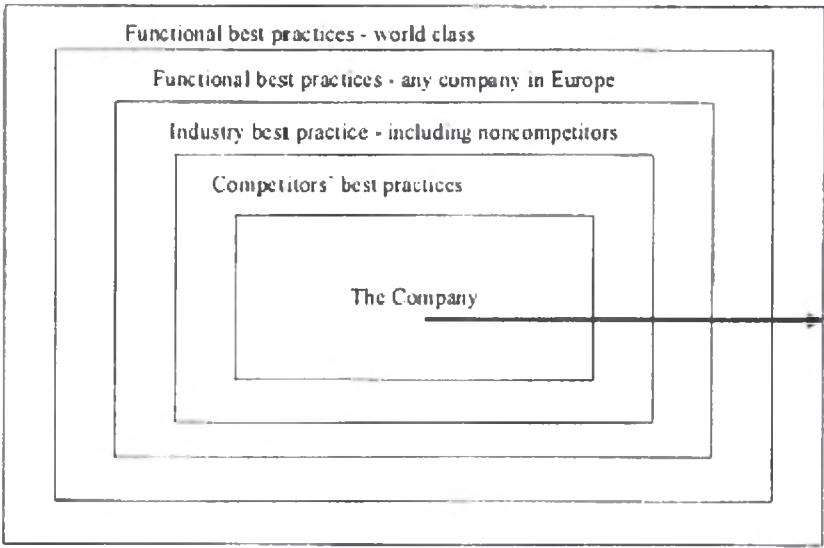 Functional best practices - world class
Functional best practices - any company in Europe
Industry best practice - including noncompetitors
Competitors' best practices
The Company